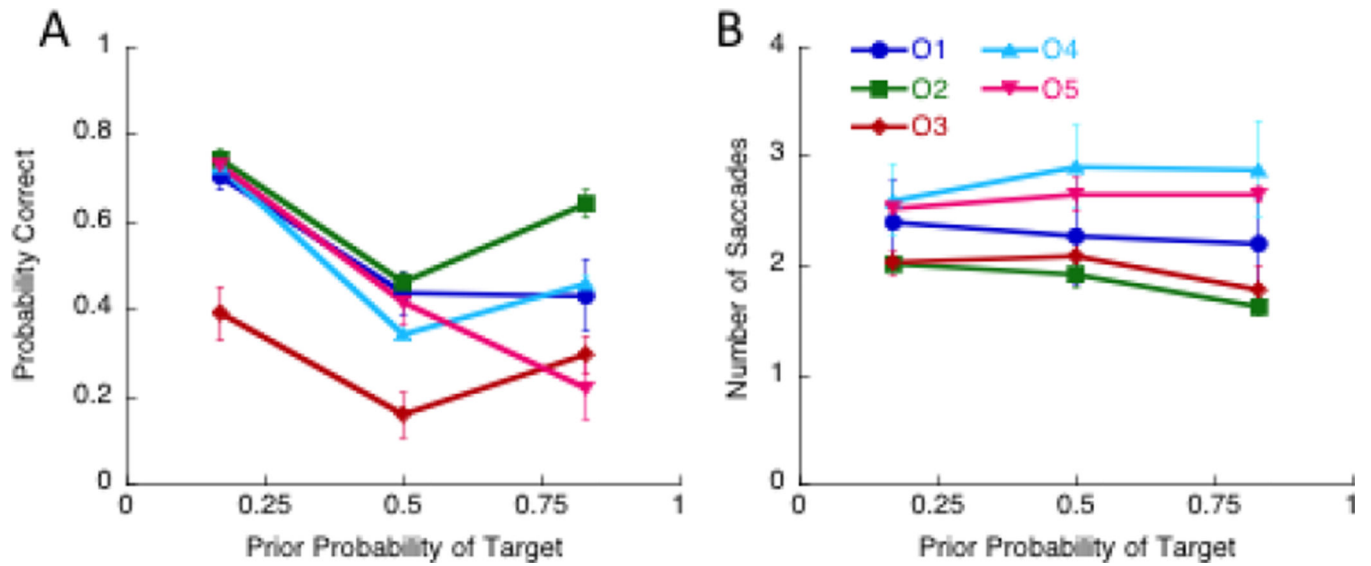 A
1
0.8
0.6
0.4
0.2
0
Probability Correct
0 0.25 0.5 0.75 1
Prior Probability of Target
B
O1 O4
O2 O5
O3
4
3
2
1
0
Number of Saccades
0 0.25 0.5 0.75 1
Prior Probability of Target